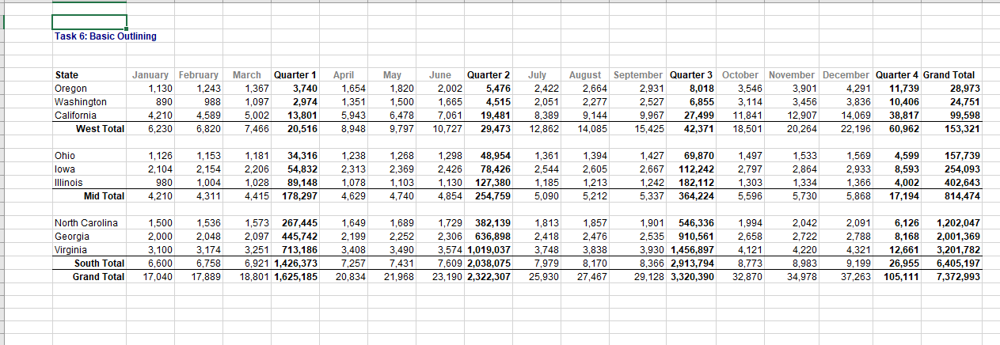 Task 6: Basic Outlining
State January February March Quarter 1 April May June Quarter 2 July August September Quarter 3 October November December Quarter 4 Grand Total
Oregon 1,130 1,243 1,367 3,740 1,654 1,820 2,002 5,476 2,422 2,664 2,931 8,018 3,546 3,901 4,291 11,739 28,973
Washington 890 988 1,097 2,974 1,351 1,500 1,665 4,515 2,051 2,277 2,527 6,855 3,114 3,456 3,836 10,406 24,751
California 4,210 4,589 5,002 13,801 5,943 6,478 7,061 19,481 8,389 9,144 9,967 27,499 11,841 12,907 14,069 38,817 99,598
West Total 6,230 6,820 7,466 20,516 8,948 9,797 10,727 29,473 12,862 14,085 15,425 42,371 18,501 20,264 22,196 60,962 153,321
Ohio 1,126 1,153 1,181 34,316 1,238 1,268 1,298 48,954 1,361 1,394 1,427 69,870 1,497 1,533 1,569 4,599 157,739
Iowa 2,104 2,154 2,206 54,832 2,313 2,369 2,426 78,426 2,544 2,605 2,667 112,242 2,797 2,864 2,933 8,593 254,093
Illinois 980 1,004 1,028 89,148 1,078 1,103 1,130 127,380 1,185 1,213 1,242 182,112 1,303 1,334 1,366 4,002 402,643
Mid Total 4,210 4,311 4,415 178,297 4,629 4,740 4,854 254,759 5,090 5,212 5,337 364,224 5,596 5,730 5,868 17,194 814,474
North Carolina 1,500 1,536 1,573 267,445 1,649 1,689 1,729 382,139 1,813 1,857 1,901 546,336 1,994 2,042 2,091 6,126 1,202,047
Georgia 2,000 2,048 2,097 445,742 2,199 2,252 2,306 636,898 2,418 2,476 2,535 910,561 2,658 2,722 2,788 8,168 2,001,369
Virginia 3,100 3,174 3,251 713,186 3,408 3,490 3,574 1,019,037 3,748 3,838 3,930 1,456,897 4,121 4,220 4,321 12,661 3,201,782
South Total 6,600 6,758 6,921 1,426,373 7,257 7,431 7,609 2,038,075 7,979 8,170 8,366 2,913,794 8,773 8,983 9,199 26,955 6,405,197
Grand Total 17,040 17,889 18,801 1,625,185 20,834 21,968 23,190 2,322,307 25,930 27,467 29,128 3,320,390 32,870 34,978 37,263 105,111 7,372,993